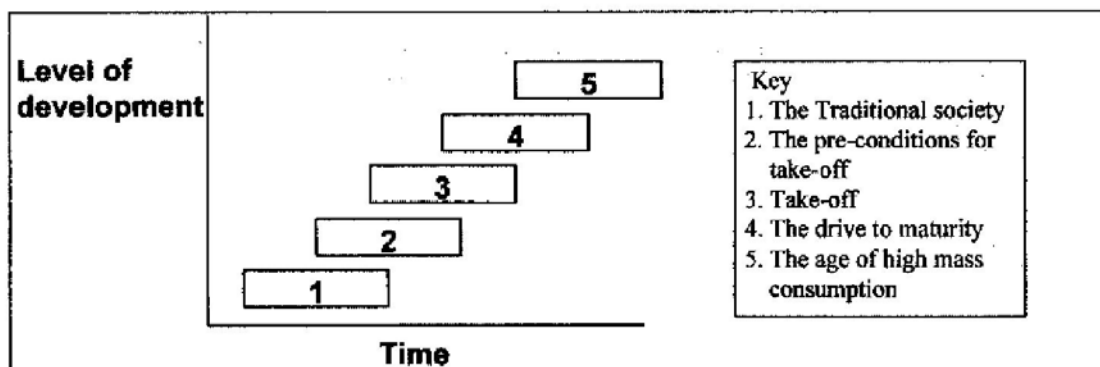 Level of
development
5
4
3
2
1
Time
Key
1. The Traditional society
2. The pre-conditions for
take-off
3. Take-off
4. The drive to maturity
5. The age of high mass
consumption